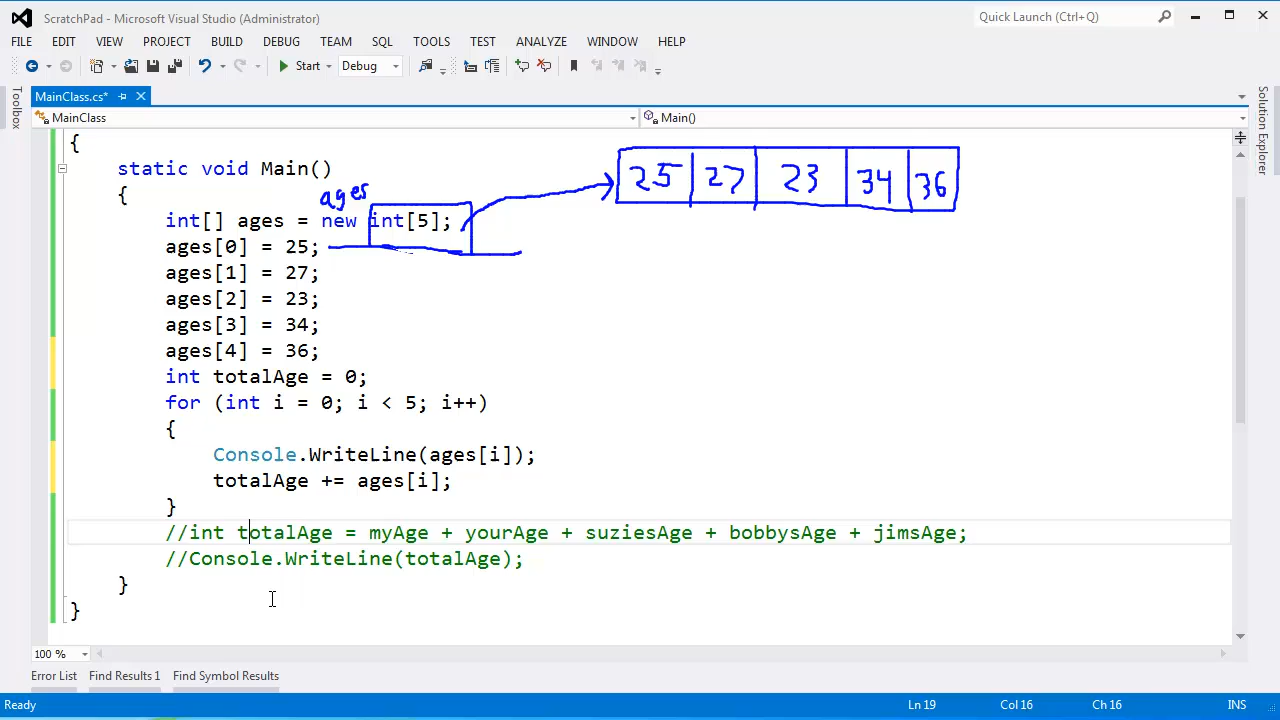 ScratchPad - Microsoft Visual Studio (Administrator)
Quick Launch (Ctrl+Q)
FILE EDIT VIEW PROJECT BUILD DEBUG TEAM SQL TOOLS TEST ANALYZE WINDOW HELP
Start Debug
MainClass.cs*
Toolbox
Solution Explorer
MainClass Main()
{
static void Main()
{
ages
25 27 23 34 36
int[] ages = new int[5];
ages[0] = 25;
ages[1] = 27;
ages[2] = 23;
ages[3] = 34;
ages[4] = 36;
int totalAge = 0;
for (int i = 0; i < 5; i++)
{
Console.WriteLine(ages[i]);
totalAge += ages[i];
}
//int totalAge = myAge + yourAge + suziesAge + bobbysAge + jimsAge;
//Console.WriteLine(totalAge);
}
}
100 %
Error List Find Results 1 Find Symbol Results
Ready Ln 19 Col 16 Ch 16 INS